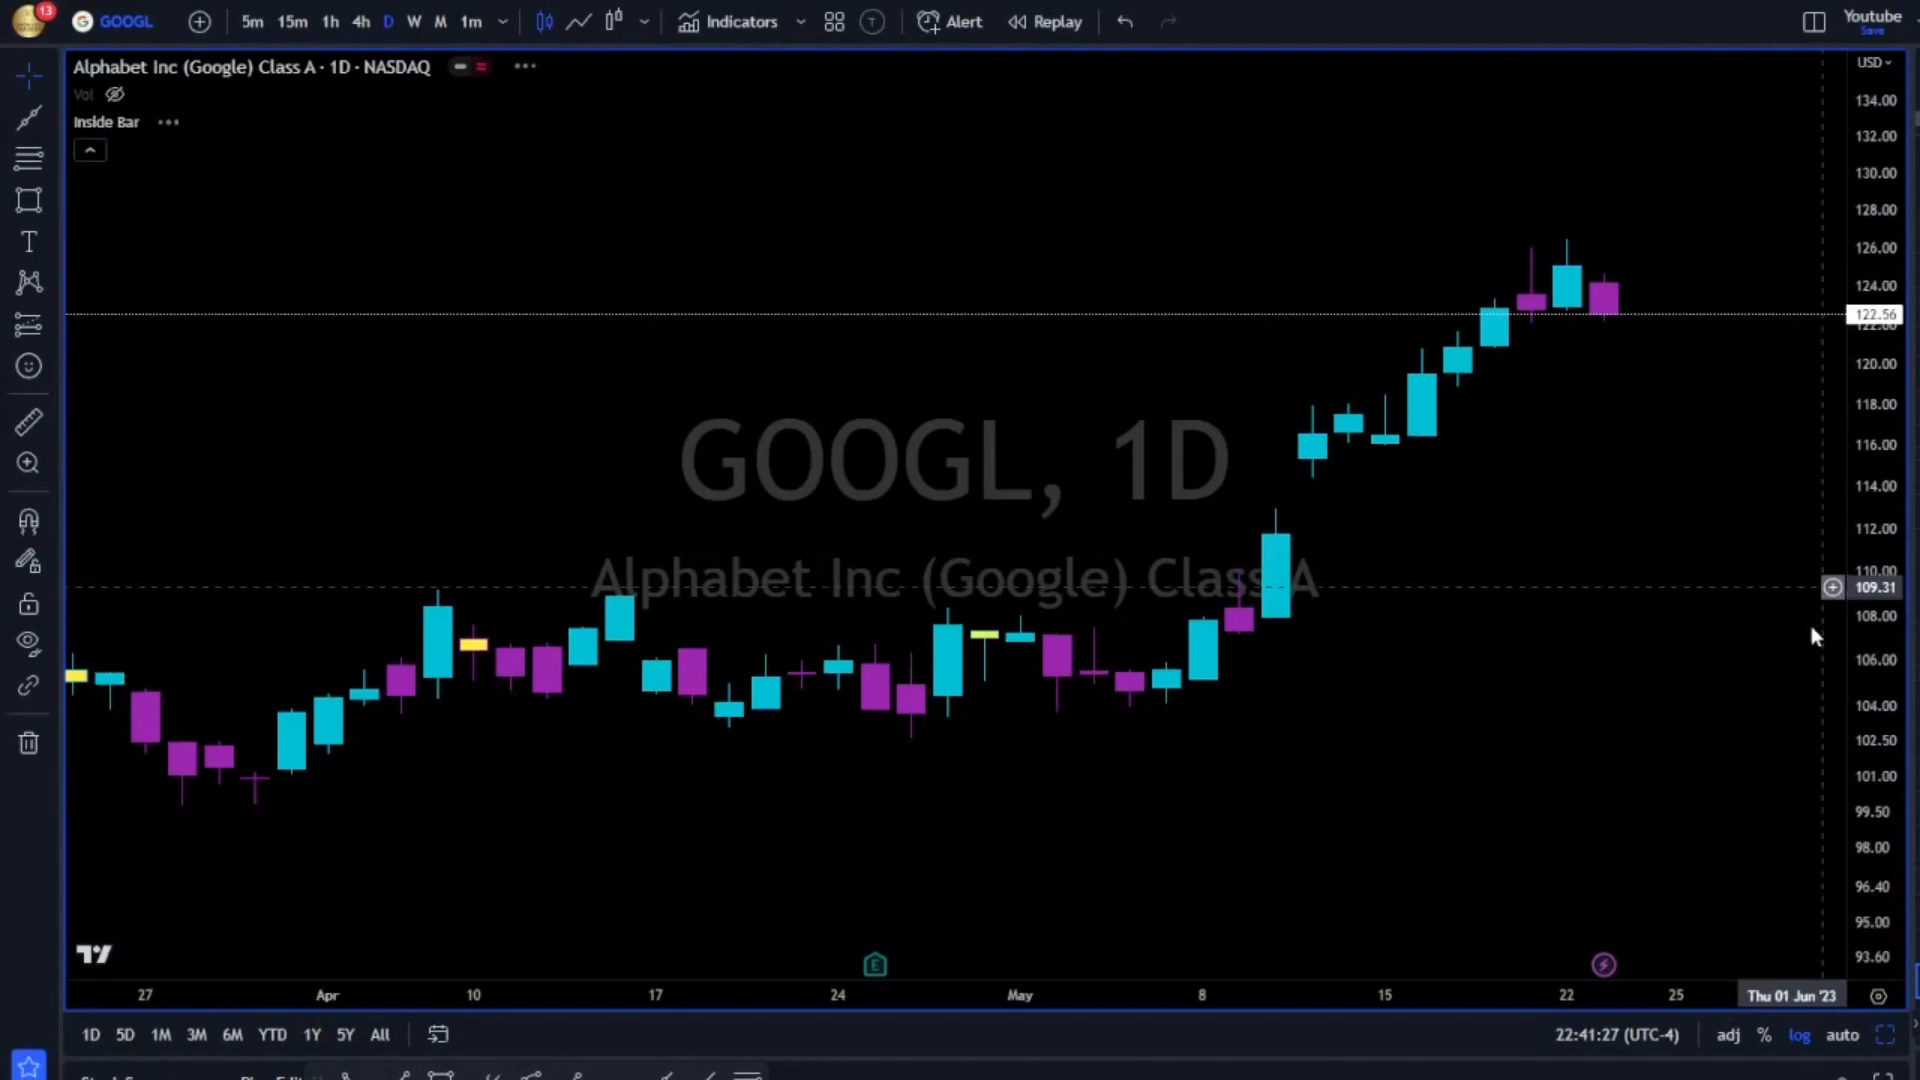 13
GOOGL
5m 15m 1h 4h D W M 1m
Indicators
T
Alert
Replay
Youtube
Save
Alphabet Inc (Google) Class A · 1D · NASDAQ
USD
Vol
Inside Bar
134.00
132.00
130.00
128.00
126.00
124.00
122.56
122.00
120.00
118.00
116.00
114.00
112.00
110.00
109.31
108.00
106.00
104.00
102.50
101.00
99.50
98.00
96.40
95.00
93.60
GOOGL, 1D
Alphabet Inc (Google) Class A
E
27 Apr 10 17 24 May 8 15 22 25 Thu 01 Jun '23
1D 5D 1M 3M 6M YTD 1Y 5Y All
22:41:27 (UTC-4) adj % log auto